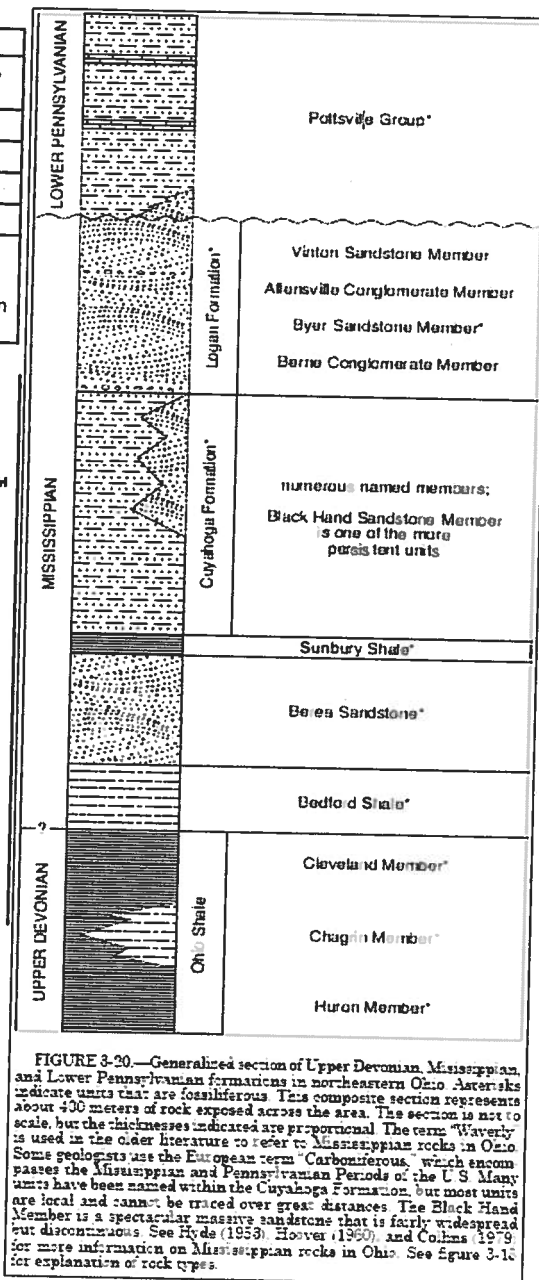 LOWER PENNSYLVANIAN
Pottsville Group*
MISSISSIPPIAN
Logan Formation*
Vinton Sandstone Member
Allensville Conglomerate Member
Byer Sandstone Member*
Berne Conglomerate Member
Cuyahoga Formation*
numerous named members;
Black Hand Sandstone Member
is one of the more
persistent units
Sunbury Shale*
Berea Sandstone*
Bedford Shale*
?
UPPER DEVONIAN
Ohio Shale
Cleveland Member*
Chagrin Member*
Huron Member*
FIGURE 3-20.—Generalized section of Upper Devonian, Mississippian,
and Lower Pennsylvanian formations in northeastern Ohio. Asterisks
indicate units that are fossiliferous. This composite section represents
about 400 meters of rock exposed across the area. The section is not to
scale, but the thicknesses indicated are proportional. The term "Waverly"
is used in the older literature to refer to Mississippian rocks in Ohio.
Some geologists use the European term "Carboniferous," which encom-
passes the Mississippian and Pennsylvanian Periods of the U.S. Many
units have been named within the Cuyahoga Formation, but most units
are local and cannot be traced over great distances. The Black Hand
Member is a spectacular massive sandstone that is fairly widespread
but discontinuous. See Hyde (1953), Hoover (1960), and Collins (1979)
for more information on Mississippian rocks in Ohio. See figure
for explanation of rock types.